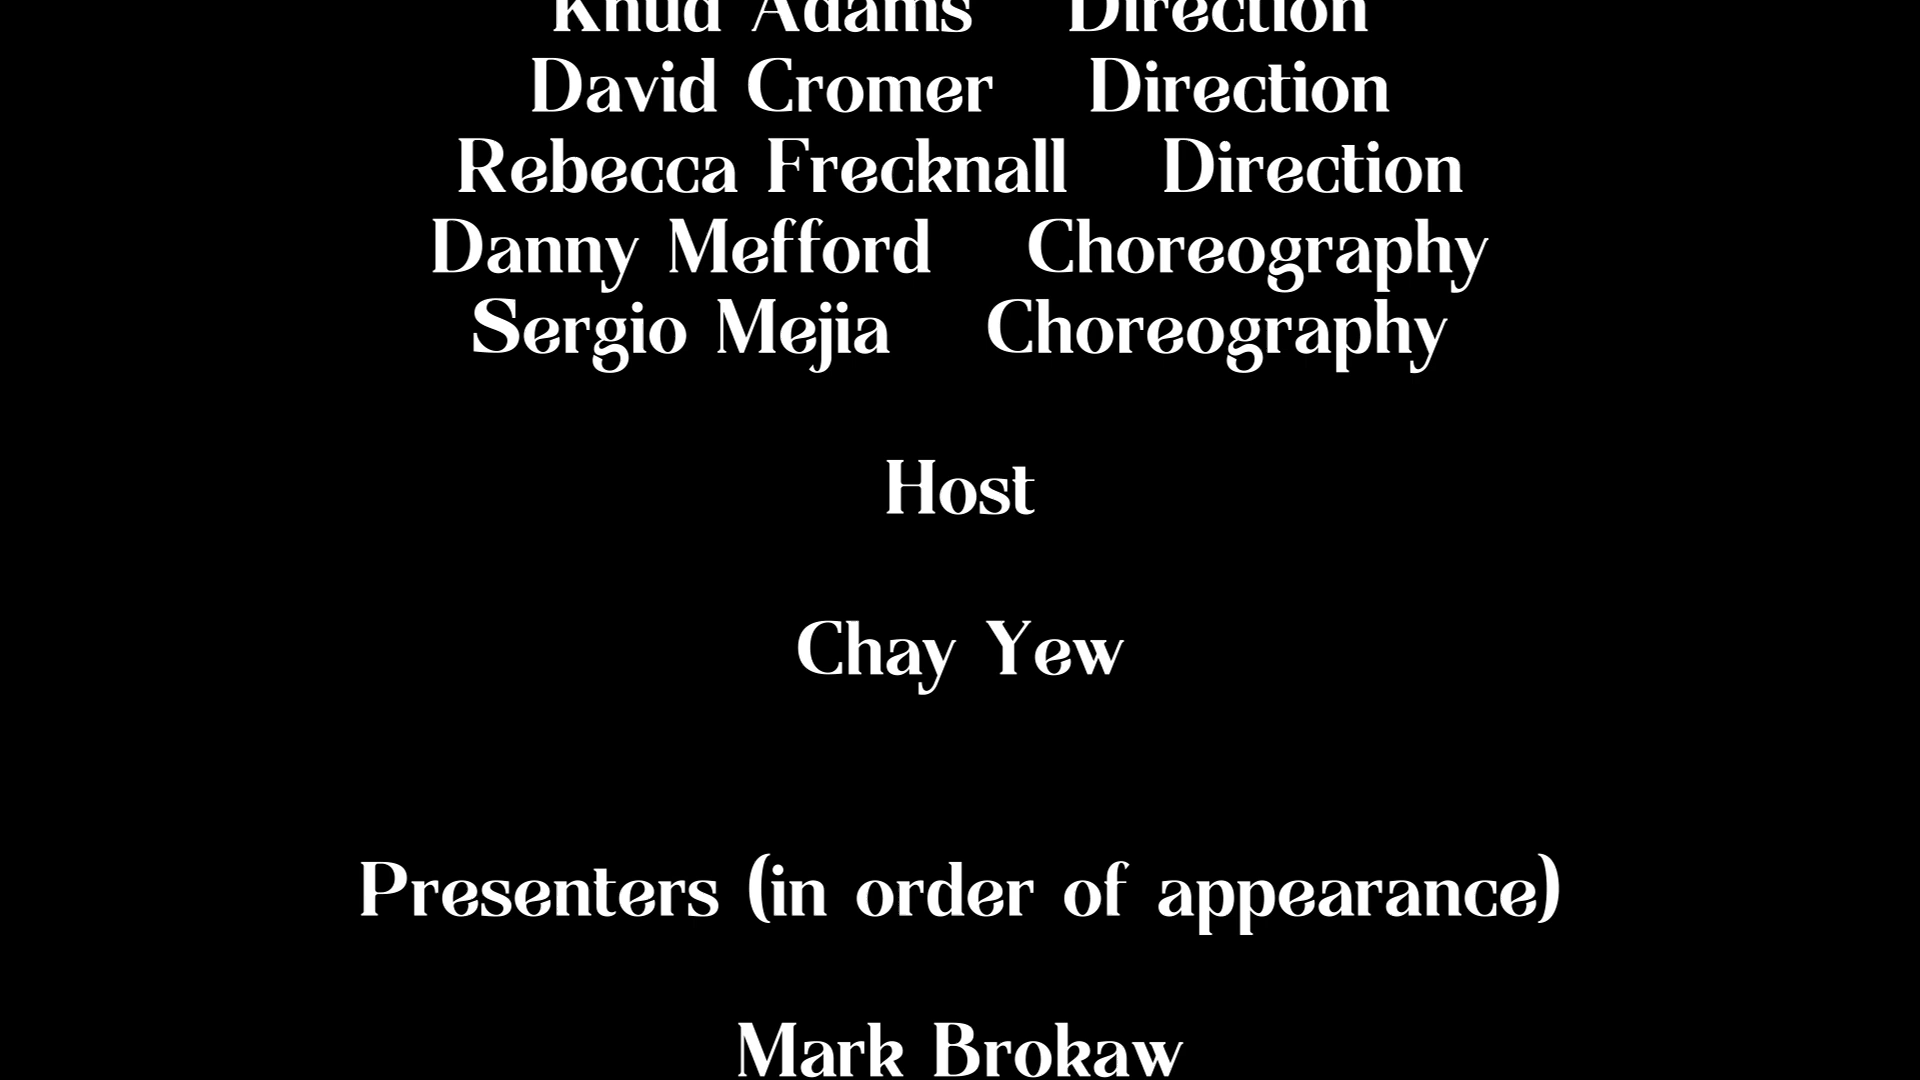 Knud Adams Direction
David Cromer Direction
Rebecca Frecknall Direction
Danny Mefford Choreography
Sergio Mejia Choreography
Host
Chay Yew
Presenters (in order of appearance)
Mark Brokaw